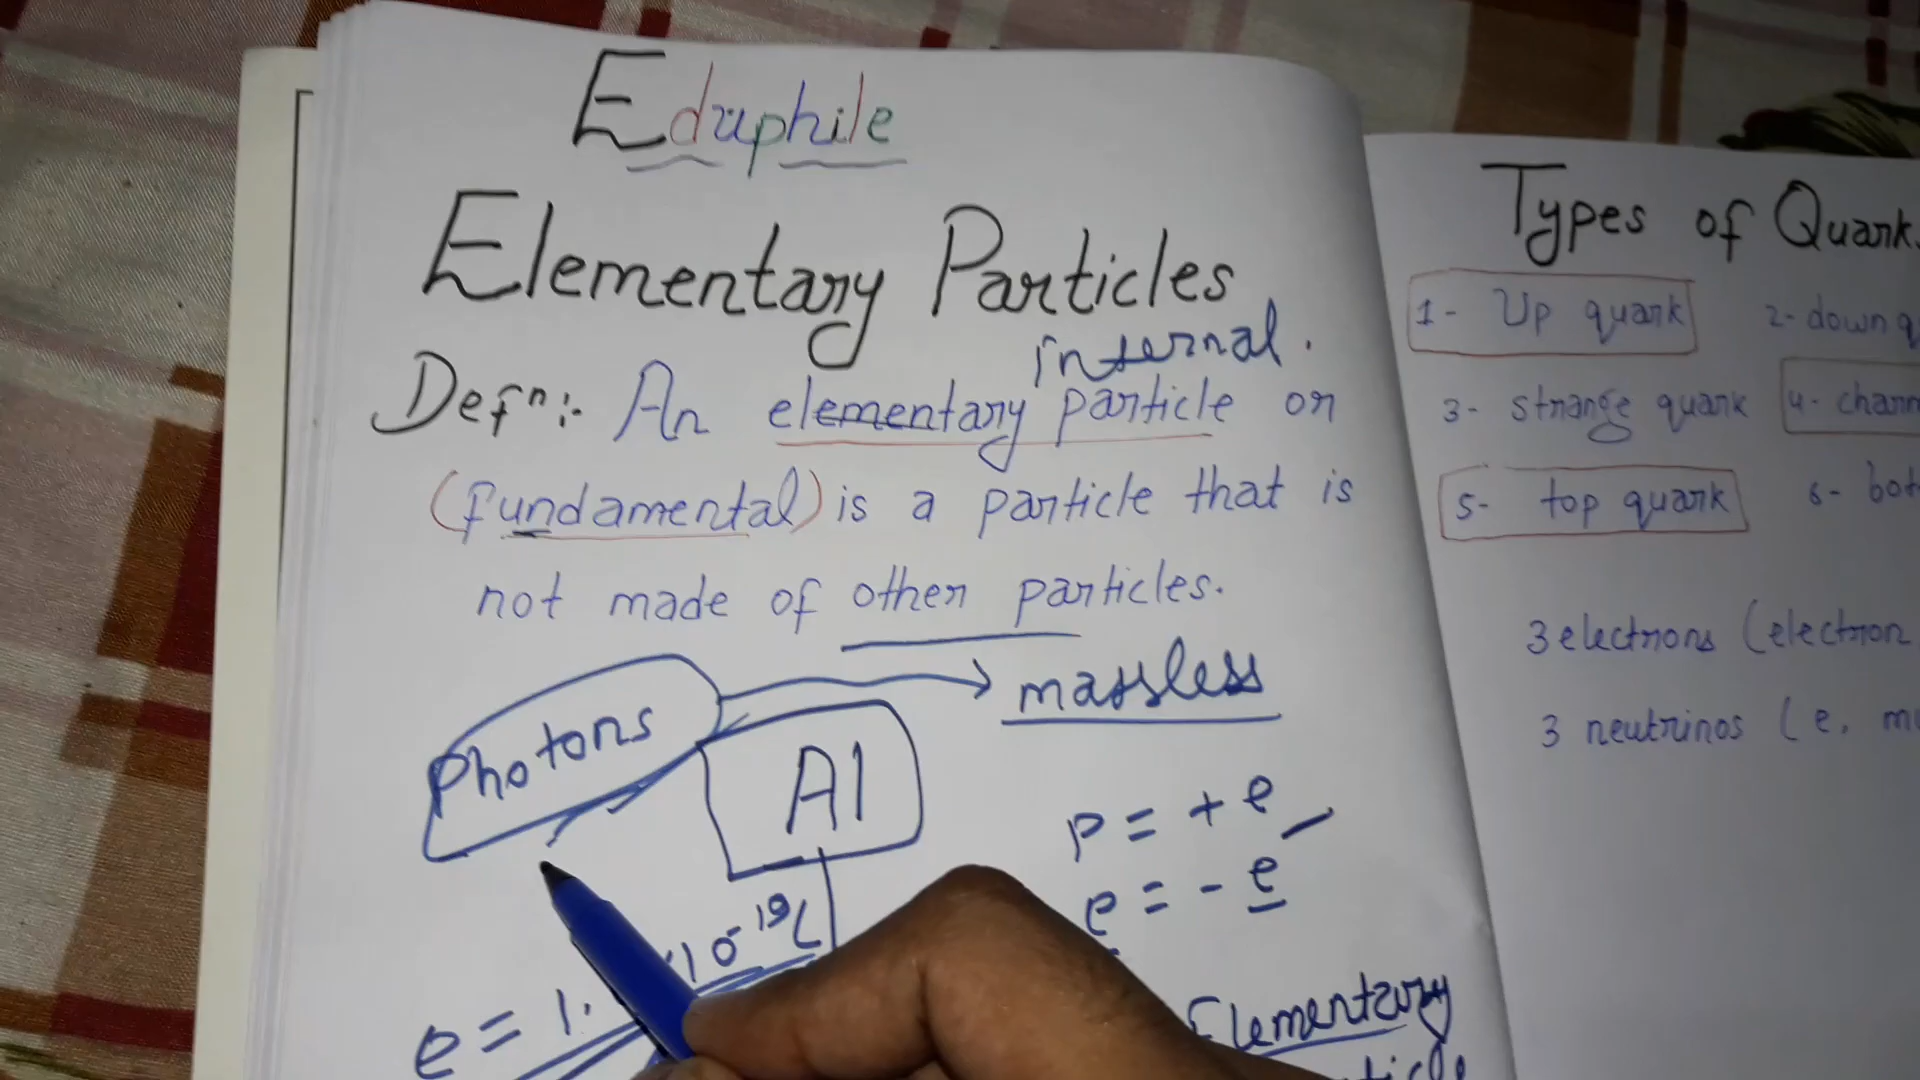 Eduphile
Elementary Particles
internal.
Defⁿ:- An elementary particle or
(fundamental) is a particle that is
not made of other particles.
Photons
massless
Al
p = + e
e = - e
10⁻¹⁹C
e = 1.
Elementary
Types of Quark
1- Up quark
2- down q
3- strange quark
4- charm
5- top quark
6- bot
3 electrons (electron
3 neutrinos (e, mu